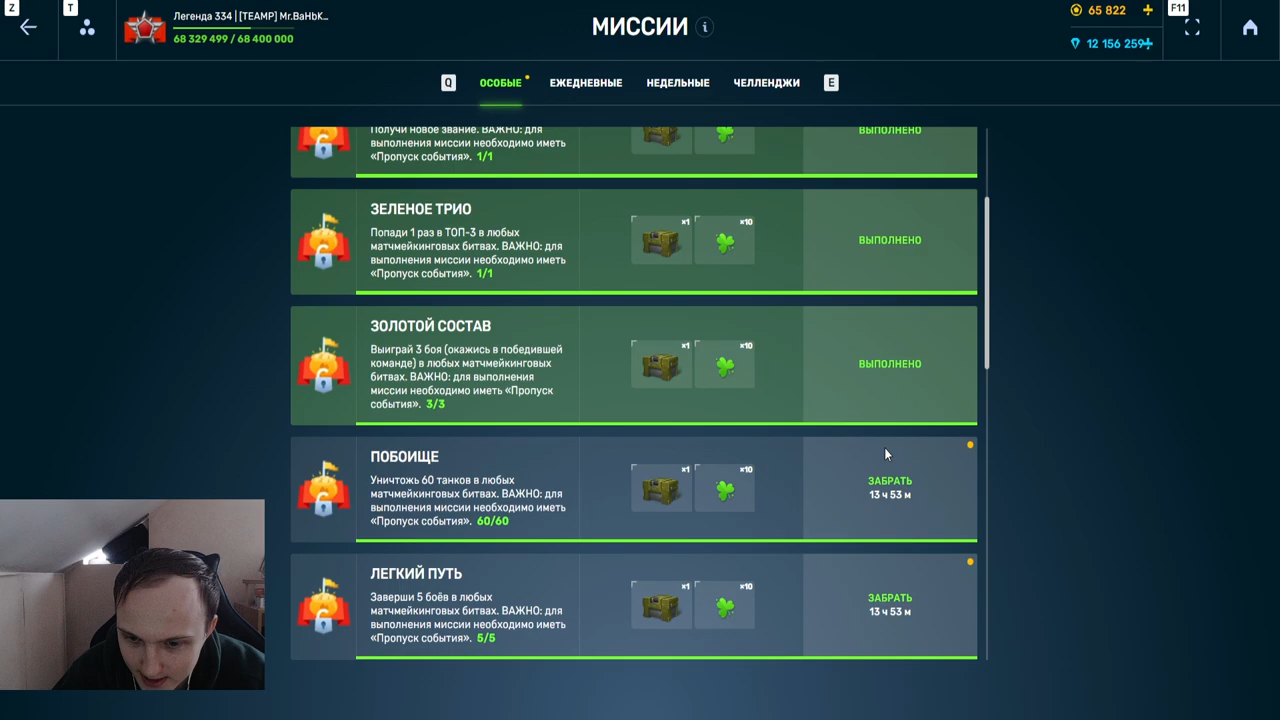 Z
T
Легенда 334 | [TEAMP] Mr.BaHbK...
68 329 499 / 68 400 000
МИССИИ
i
65 822
12 156 259
F11
Q
ОСОБЫЕ
ЕЖЕДНЕВНЫЕ
НЕДЕЛЬНЫЕ
ЧЕЛЛЕНДЖИ
E
Получи новое звание. ВАЖНО: для
выполнения миссии необходимо иметь
«Пропуск события». 1/1
ВЫПОЛНЕНО
ЗЕЛЕНОЕ ТРИО
Попади 1 раз в ТОП-3 в любых
матчмейкинговых битвах. ВАЖНО: для
выполнения миссии необходимо иметь
«Пропуск события». 1/1
×1
×10
ВЫПОЛНЕНО
ЗОЛОТОЙ СОСТАВ
Выиграй 3 боя (окажись в победившей
команде) в любых матчмейкинговых
битвах. ВАЖНО: для выполнения
миссии необходимо иметь «Пропуск
события». 3/3
×1
×10
ВЫПОЛНЕНО
ПОБОИЩЕ
Уничтожь 60 танков в любых
матчмейкинговых битвах. ВАЖНО: для
выполнения миссии необходимо иметь
«Пропуск события». 60/60
×1
×10
ЗАБРАТЬ
13 ч 53 м
ЛЕГКИЙ ПУТЬ
Заверши 5 боёв в любых
матчмейкинговых битвах. ВАЖНО: для
выполнения миссии необходимо иметь
«Пропуск события». 5/5
×1
×10
ЗАБРАТЬ
13 ч 53 м